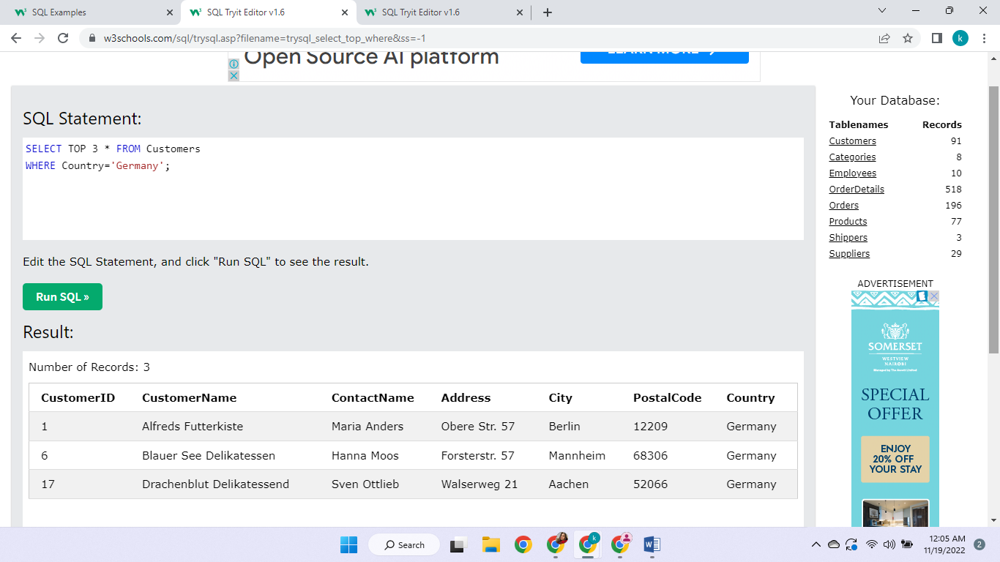 SQL Examples
SQL Tryit Editor v1.6
SQL Tryit Editor v1.6
w3schools.com/sql/trysql.asp?filename=trysql_select_top_where&ss=-1
k
Open Source AI platform
LEARN MORE
SQL Statement:
SELECT TOP 3 * FROM Customers
WHERE Country='Germany';
Edit the SQL Statement, and click "Run SQL" to see the result.
Run SQL »
Result:
Number of Records: 3
CustomerID CustomerName ContactName Address City PostalCode Country
1 Alfreds Futterkiste Maria Anders Obere Str. 57 Berlin 12209 Germany
6 Blauer See Delikatessen Hanna Moos Forsterstr. 57 Mannheim 68306 Germany
17 Drachenblut Delikatessend Sven Ottlieb Walserweg 21 Aachen 52066 Germany
Your Database:
Tablenames Records
Customers 91
Categories 8
Employees 10
OrderDetails 518
Orders 196
Products 77
Shippers 3
Suppliers 29
ADVERTISEMENT
SOMERSET
WESTVIEW
NAIROBI
SPECIAL
OFFER
ENJOY
20% OFF
YOUR STAY
Search
k
12:05 AM
11/19/2022
2